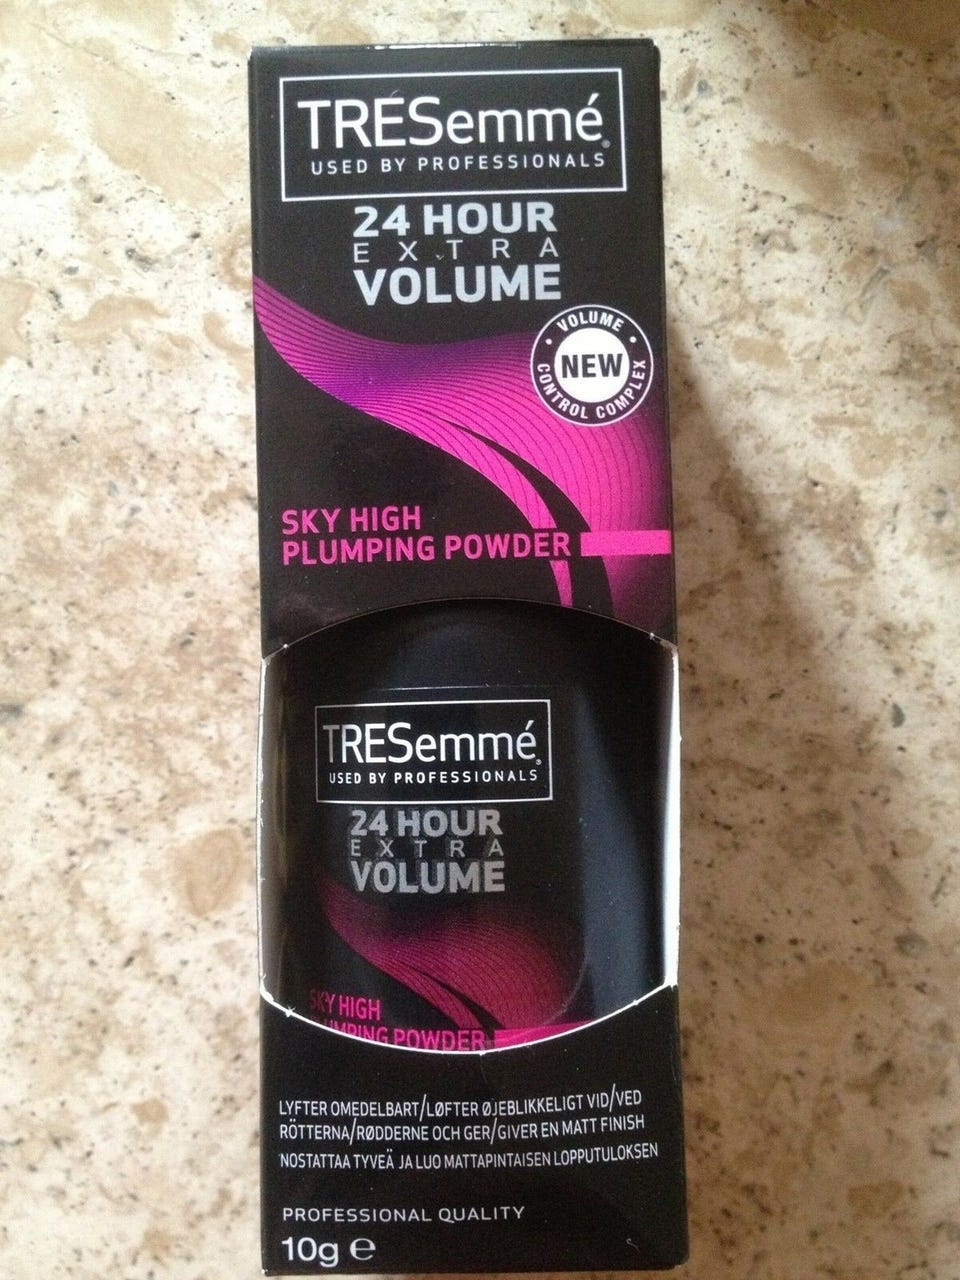 TRESemmé®
USED BY PROFESSIONALS
24 HOUR
EXTRA
VOLUME
• VOLUME •
NEW
CONTROL COMPLEX
SKY HIGH
PLUMPING POWDER
TRESemmé®
USED BY PROFESSIONALS
24 HOUR
EXTRA
VOLUME
SKY HIGH
PLUMPING POWDER
LYFTER OMEDELBART/LØFTER ØJEBLIKKELIGT VID/VED
RÖTTERNA/RØDDERNE OCH GER/GIVER EN MATT FINISH
NOSTATTAA TYVEÄ JA LUO MATTAPINTAISEN LOPPUTULOKSEN
PROFESSIONAL QUALITY
10g ℮